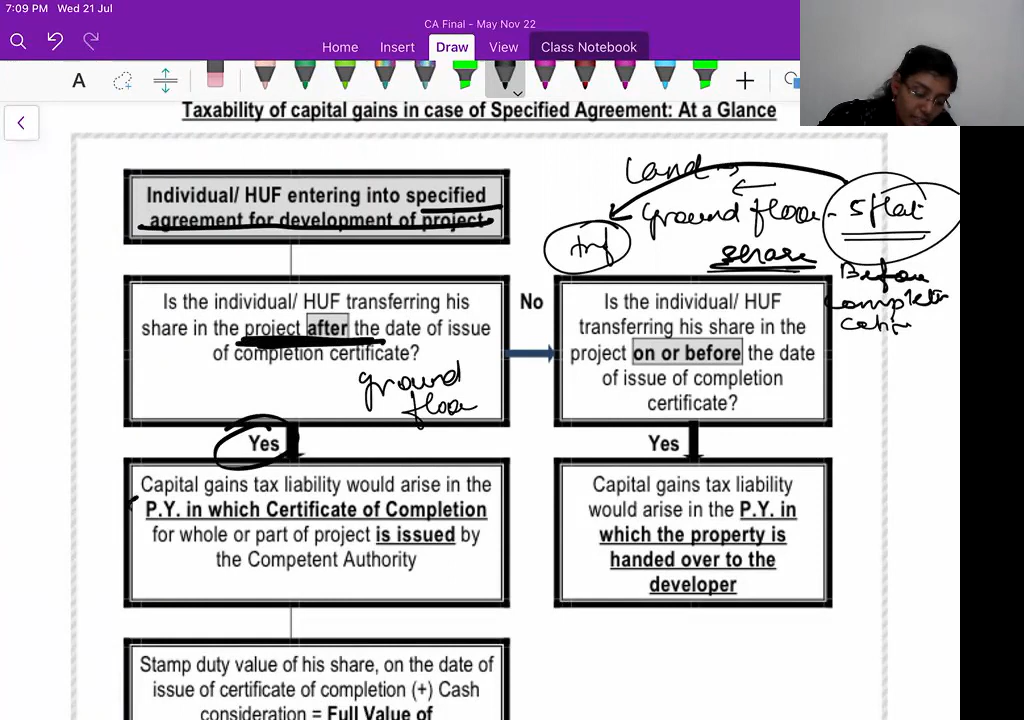 7:09 PM Wed 21 Jul
CA Final - May Nov 22
Home Insert Draw View Class Notebook
A
Taxability of capital gains in case of Specified Agreement: At a Glance
Land
ground floor - 5 flat
share
Before
completn
Individual/ HUF entering into specified
agreement for development of project
Is the individual/ HUF transferring his
share in the project after the date of issue
of completion certificate?
ground
floor
No
Is the individual/ HUF
transferring his share in the
project on or before the date
of issue of completion
certificate?
Yes
Yes
Capital gains tax liability would arise in the
P.Y. in which Certificate of Completion
for whole or part of project is issued by
the Competent Authority
Capital gains tax liability
would arise in the P.Y. in
which the property is
handed over to the
developer
Stamp duty value of his share, on the date of
issue of certificate of completion (+) Cash
consideration = Full Value of